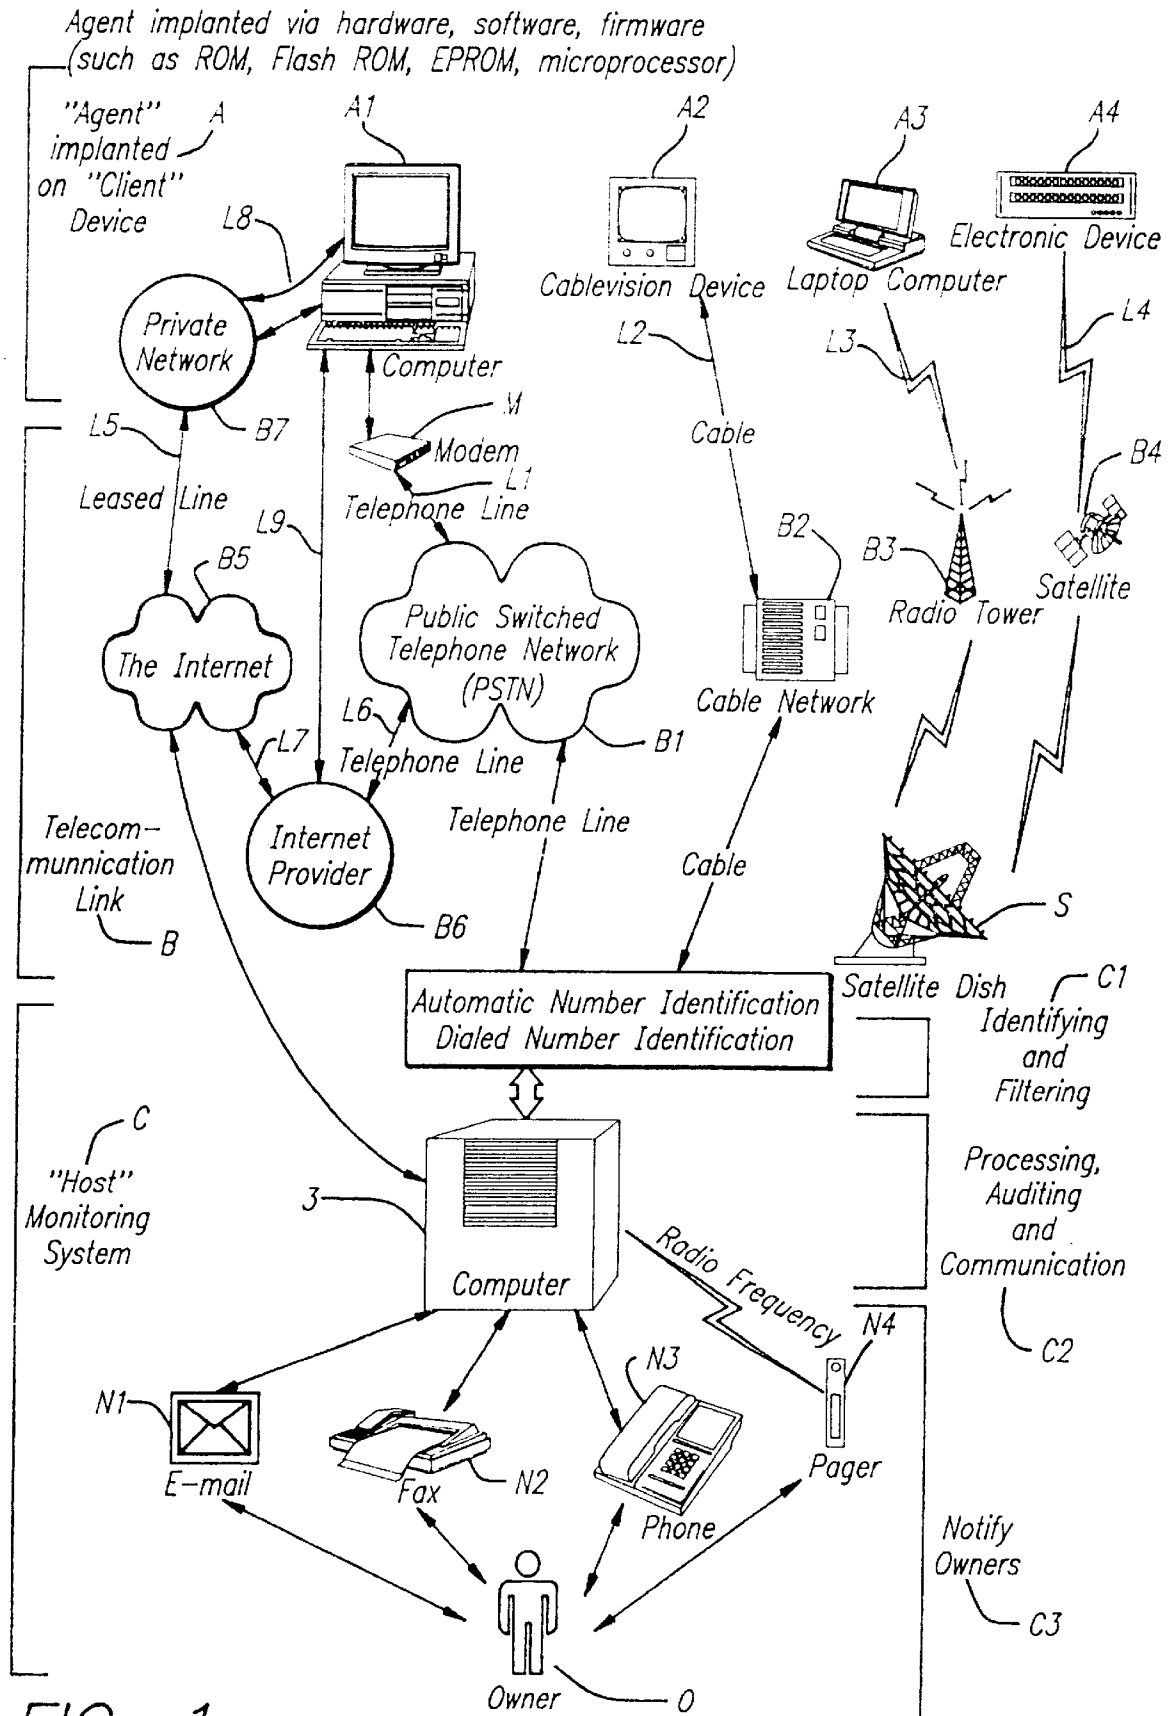 Agent implanted via hardware, software, firmware
(such as ROM, Flash ROM, EPROM, microprocessor)
"Agent"
implanted
on "Client"
Device
A
A1
A2
A3
A4
L8
Electronic Device
Cablevision Device
Laptop Computer
Private
Network
Computer
L2
L3
L4
L5
B7
M
Modem
Cable
B4
Leased Line
L1
Telephone Line
L9
B2
B3
B5
Satellite
Radio Tower
Public Switched
Telephone Network
(PSTN)
The Internet
Cable Network
L6
L7
B1
Telephone Line
Telephone Line
Internet
Provider
Cable
Telecom-
munnication
Link
B
B6
S
Satellite Dish
C1
Automatic Number Identification
Dialed Number Identification
Identifying
and
Filtering
C
"Host"
Monitoring
System
3
Processing,
Auditing
and
Communication
C2
Computer
Radio Frequency
N4
N3
N1
N2
E-mail
Fax
Phone
Pager
Notify
Owners
C3
Owner
O
FIG. 1